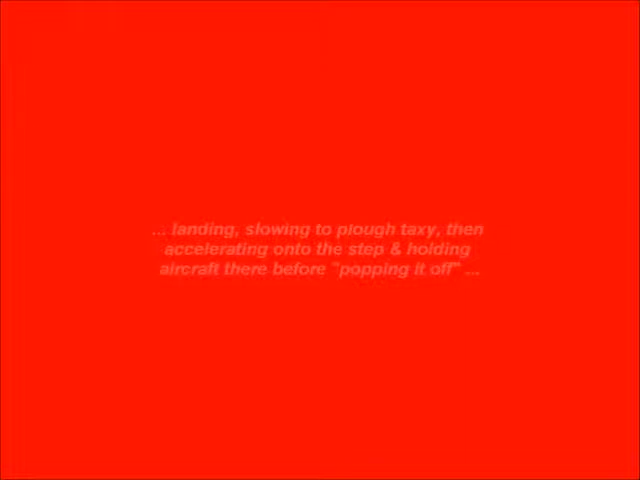 ... landing, slowing to plough taxy, then
accelerating onto the step & holding
aircraft there before "popping it off" ...